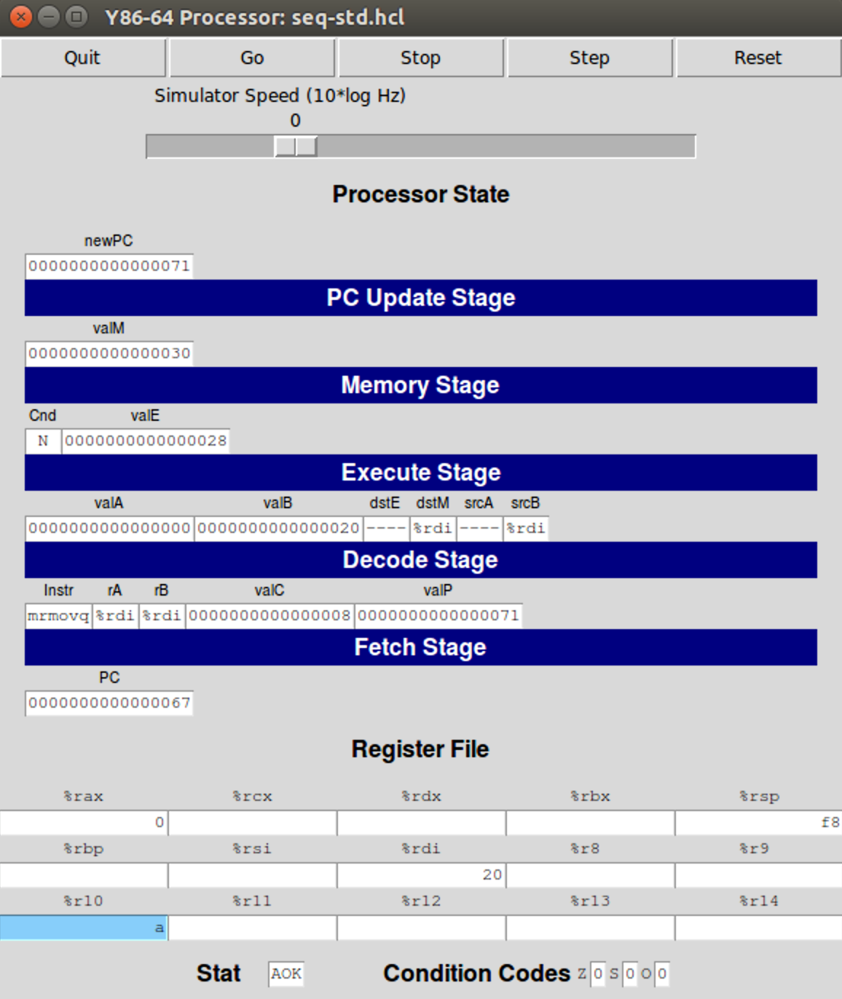 Y86-64 Processor: seq-std.hcl
Quit Go Stop Step Reset
Simulator Speed (10*log Hz)
0
Processor State
newPC
0000000000000071
PC Update Stage
valM
0000000000000030
Memory Stage
Cnd valE
N 0000000000000028
Execute Stage
valA valB dstE dstM srcA srcB
0000000000000000 0000000000000020 ---- %rdi ---- %rdi
Decode Stage
Instr rA rB valC valP
mrmovq %rdi %rdi 0000000000000008 0000000000000071
Fetch Stage
PC
0000000000000067
Register File
%rax %rcx %rdx %rbx %rsp
0 f8
%rbp %rsi %rdi %r8 %r9
20
%r10 %r11 %r12 %r13 %r14
a
Stat AOK Condition Codes Z 0 S 0 O 0